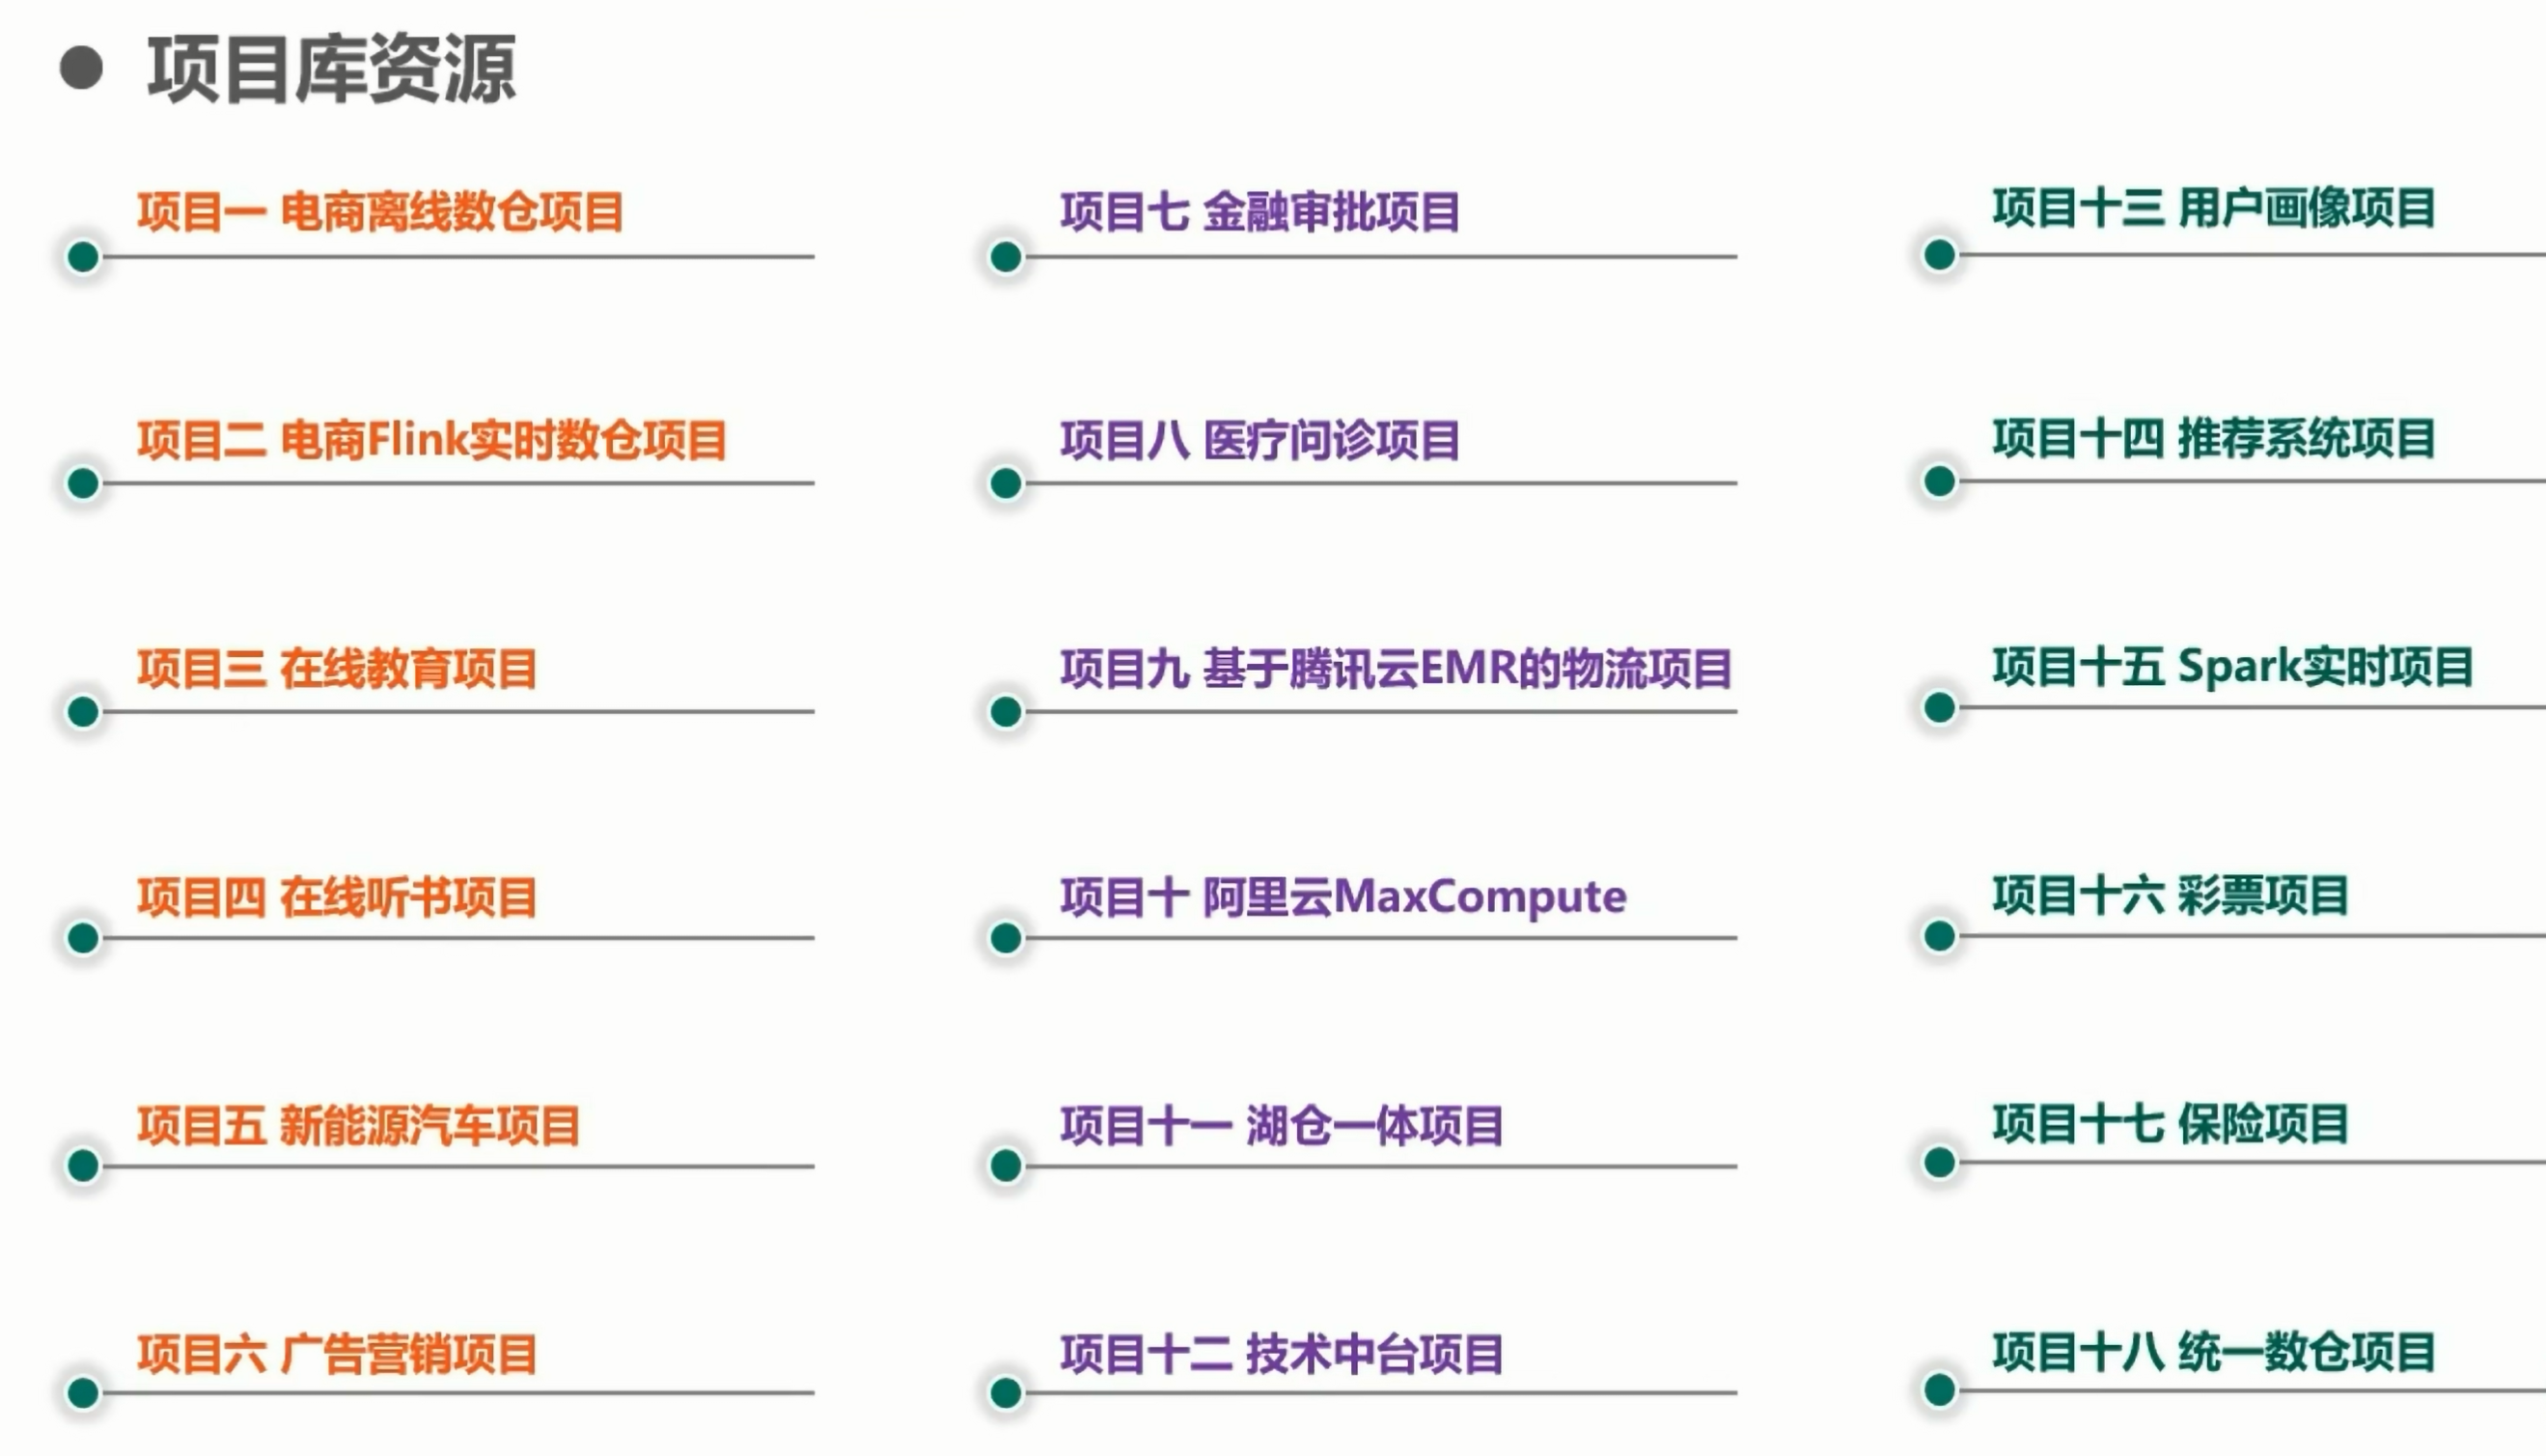 项目库资源
项目一 电商离线数仓项目
项目二 电商Flink实时数仓项目
项目三 在线教育项目
项目四 在线听书项目
项目五 新能源汽车项目
项目六 广告营销项目
项目七 金融审批项目
项目八 医疗问诊项目
项目九 基于腾讯云EMR的物流项目
项目十 阿里云MaxCompute
项目十一 湖仓一体项目
项目十二 技术中台项目
项目十三 用户画像项目
项目十四 推荐系统项目
项目十五 Spark实时项目
项目十六 彩票项目
项目十七 保险项目
项目十八 统一数仓项目